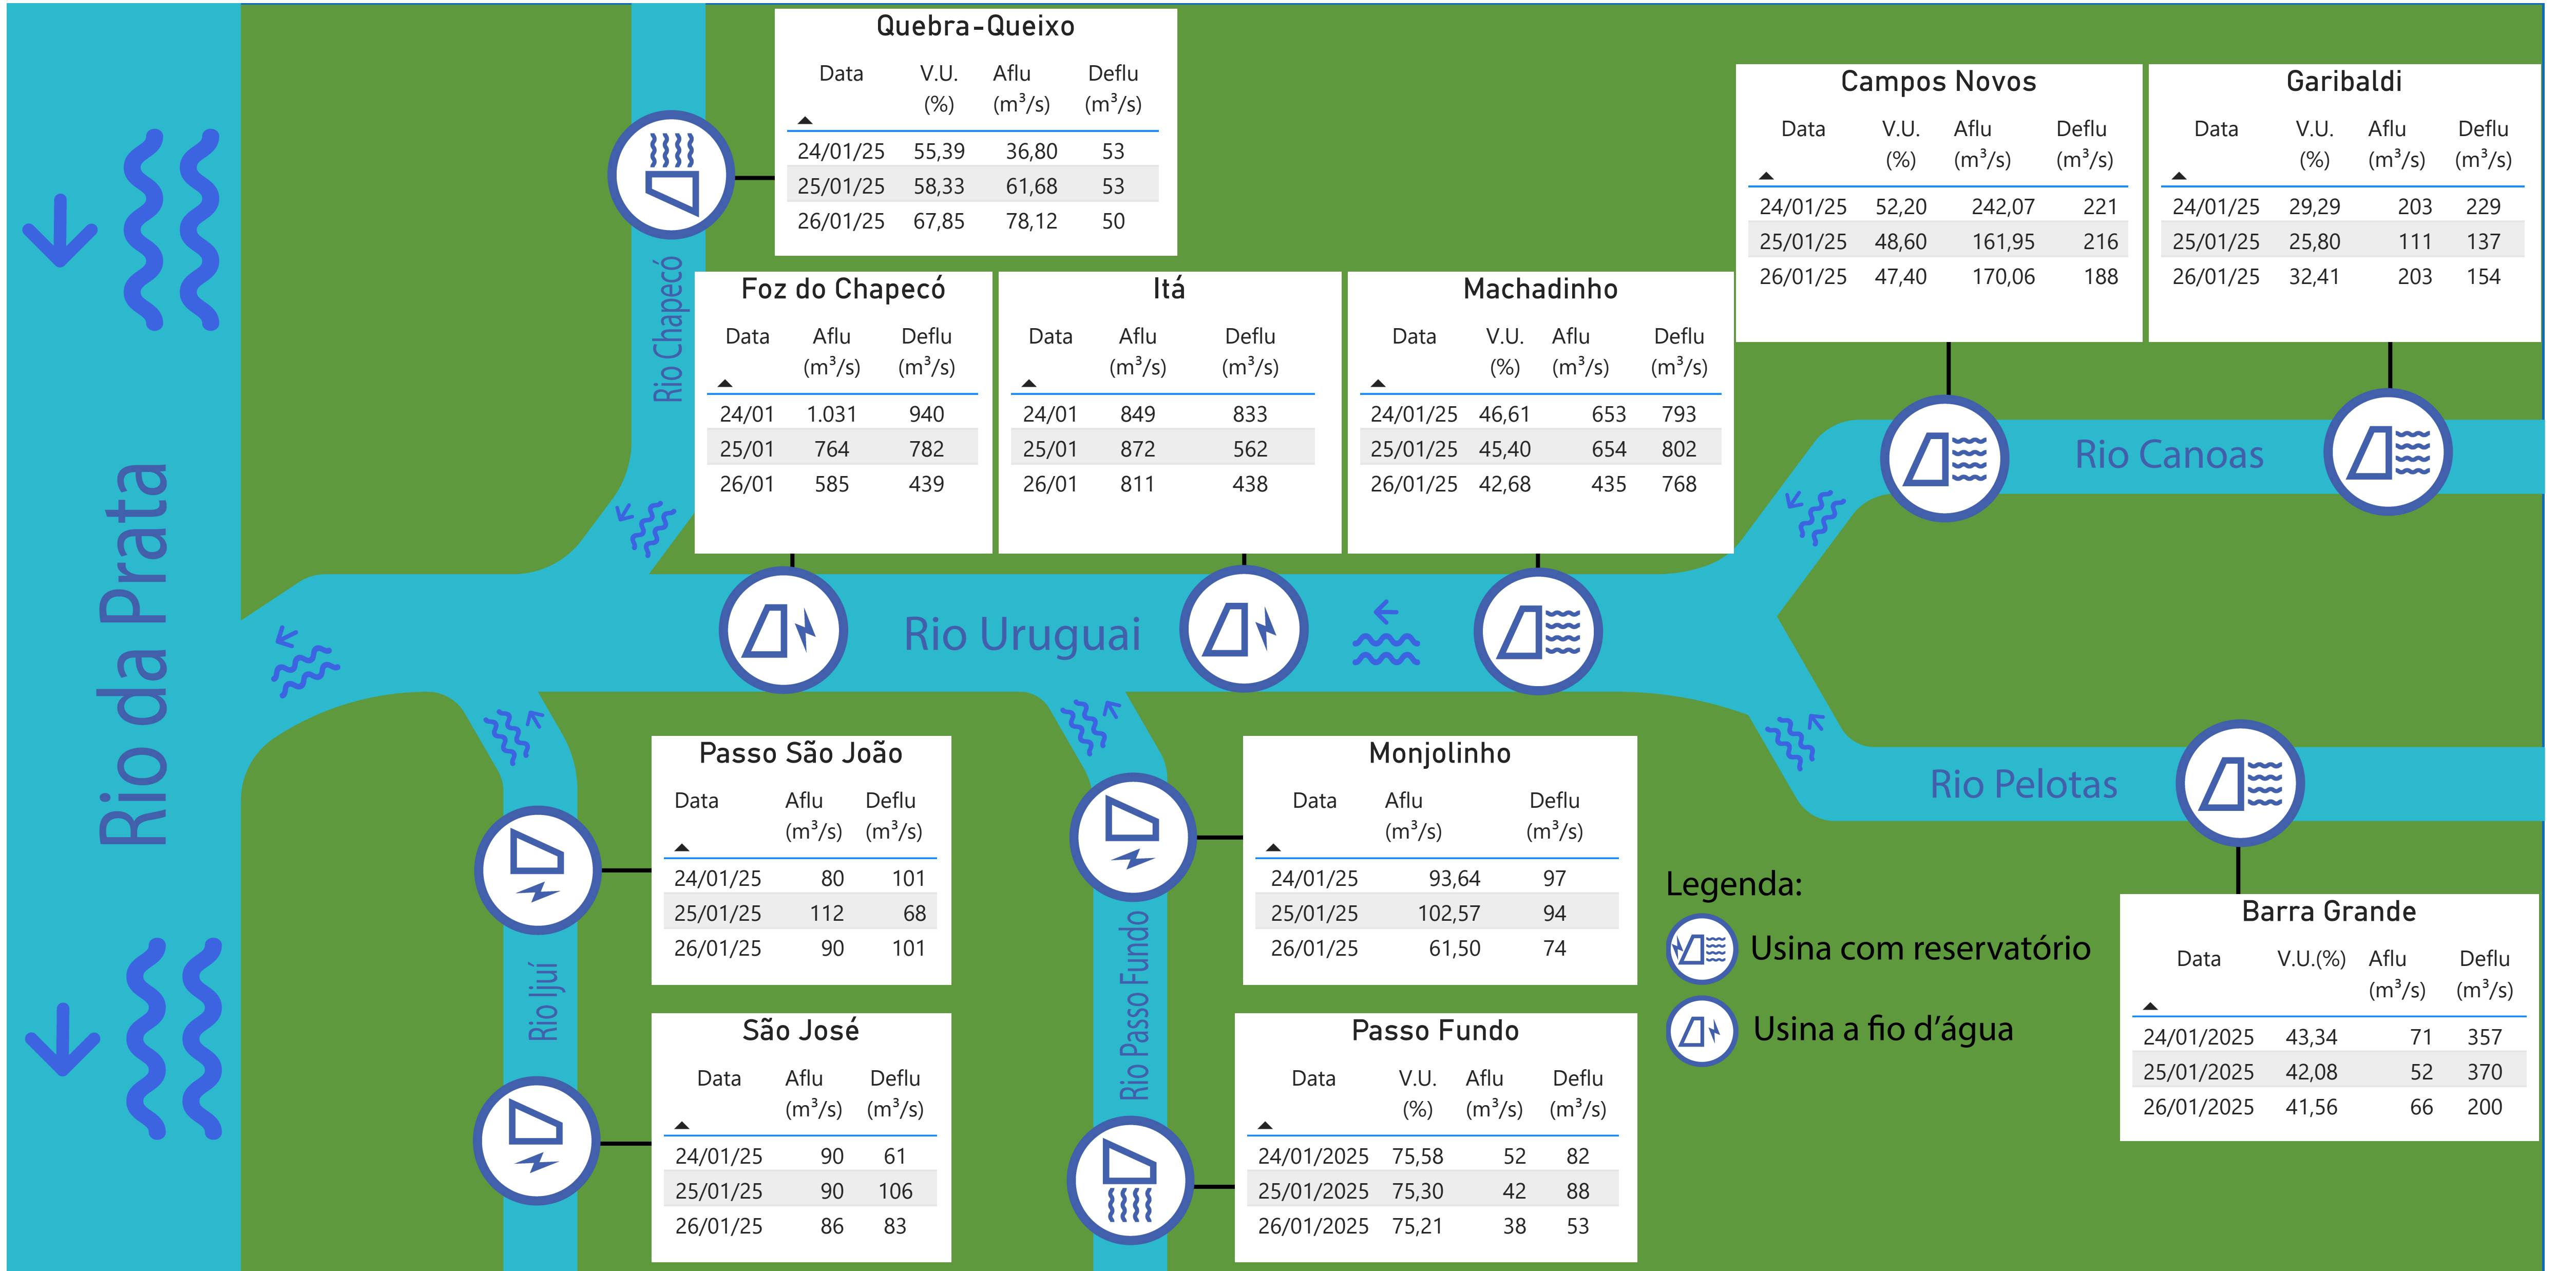 Quebra-Queixo
Data V.U. (%) Aflu (m³/s) Deflu (m³/s)
24/01/25 55,39 36,80 53
25/01/25 58,33 61,68 53
26/01/25 67,85 78,12 50
Campos Novos
Data V.U. (%) Aflu (m³/s) Deflu (m³/s)
24/01/25 52,20 242,07 221
25/01/25 48,60 161,95 216
26/01/25 47,40 170,06 188
Garibaldi
Data V.U. (%) Aflu (m³/s) Deflu (m³/s)
24/01/25 29,29 203 229
25/01/25 25,80 111 137
26/01/25 32,41 203 154
Rio Chapecó
Foz do Chapecó
Data Aflu (m³/s) Deflu (m³/s)
24/01 1.031 940
25/01 764 782
26/01 585 439
Itá
Data Aflu (m³/s) Deflu (m³/s)
24/01 849 833
25/01 872 562
26/01 811 438
Machadinho
Data V.U. (%) Aflu (m³/s) Deflu (m³/s)
24/01/25 46,61 653 793
25/01/25 45,40 654 802
26/01/25 42,68 435 768
Rio Canoas
Rio da Prata
Rio Uruguai
Rio Pelotas
Passo São João
Data Aflu (m³/s) Deflu (m³/s)
24/01/25 80 101
25/01/25 112 68
26/01/25 90 101
Monjolinho
Data Aflu (m³/s) Deflu (m³/s)
24/01/25 93,64 97
25/01/25 102,57 94
26/01/25 61,50 74
Legenda:
Usina com reservatório
Usina a fio d'água
Barra Grande
Data V.U.(%) Aflu (m³/s) Deflu (m³/s)
24/01/2025 43,34 71 357
25/01/2025 42,08 52 370
26/01/2025 41,56 66 200
Rio Ijuí
São José
Data Aflu (m³/s) Deflu (m³/s)
24/01/25 90 61
25/01/25 90 106
26/01/25 86 83
Rio Passo Fundo
Passo Fundo
Data V.U. (%) Aflu (m³/s) Deflu (m³/s)
24/01/2025 75,58 52 82
25/01/2025 75,30 42 88
26/01/2025 75,21 38 53